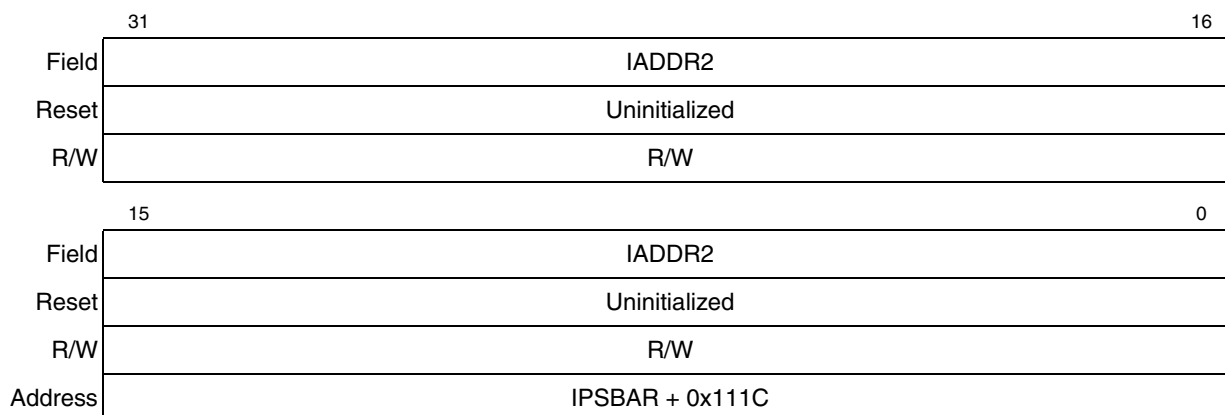 31 16
Field IADDR2
Reset Uninitialized
R/W R/W
15 0
Field IADDR2
Reset Uninitialized
R/W R/W
Address IPSBAR + 0x111C